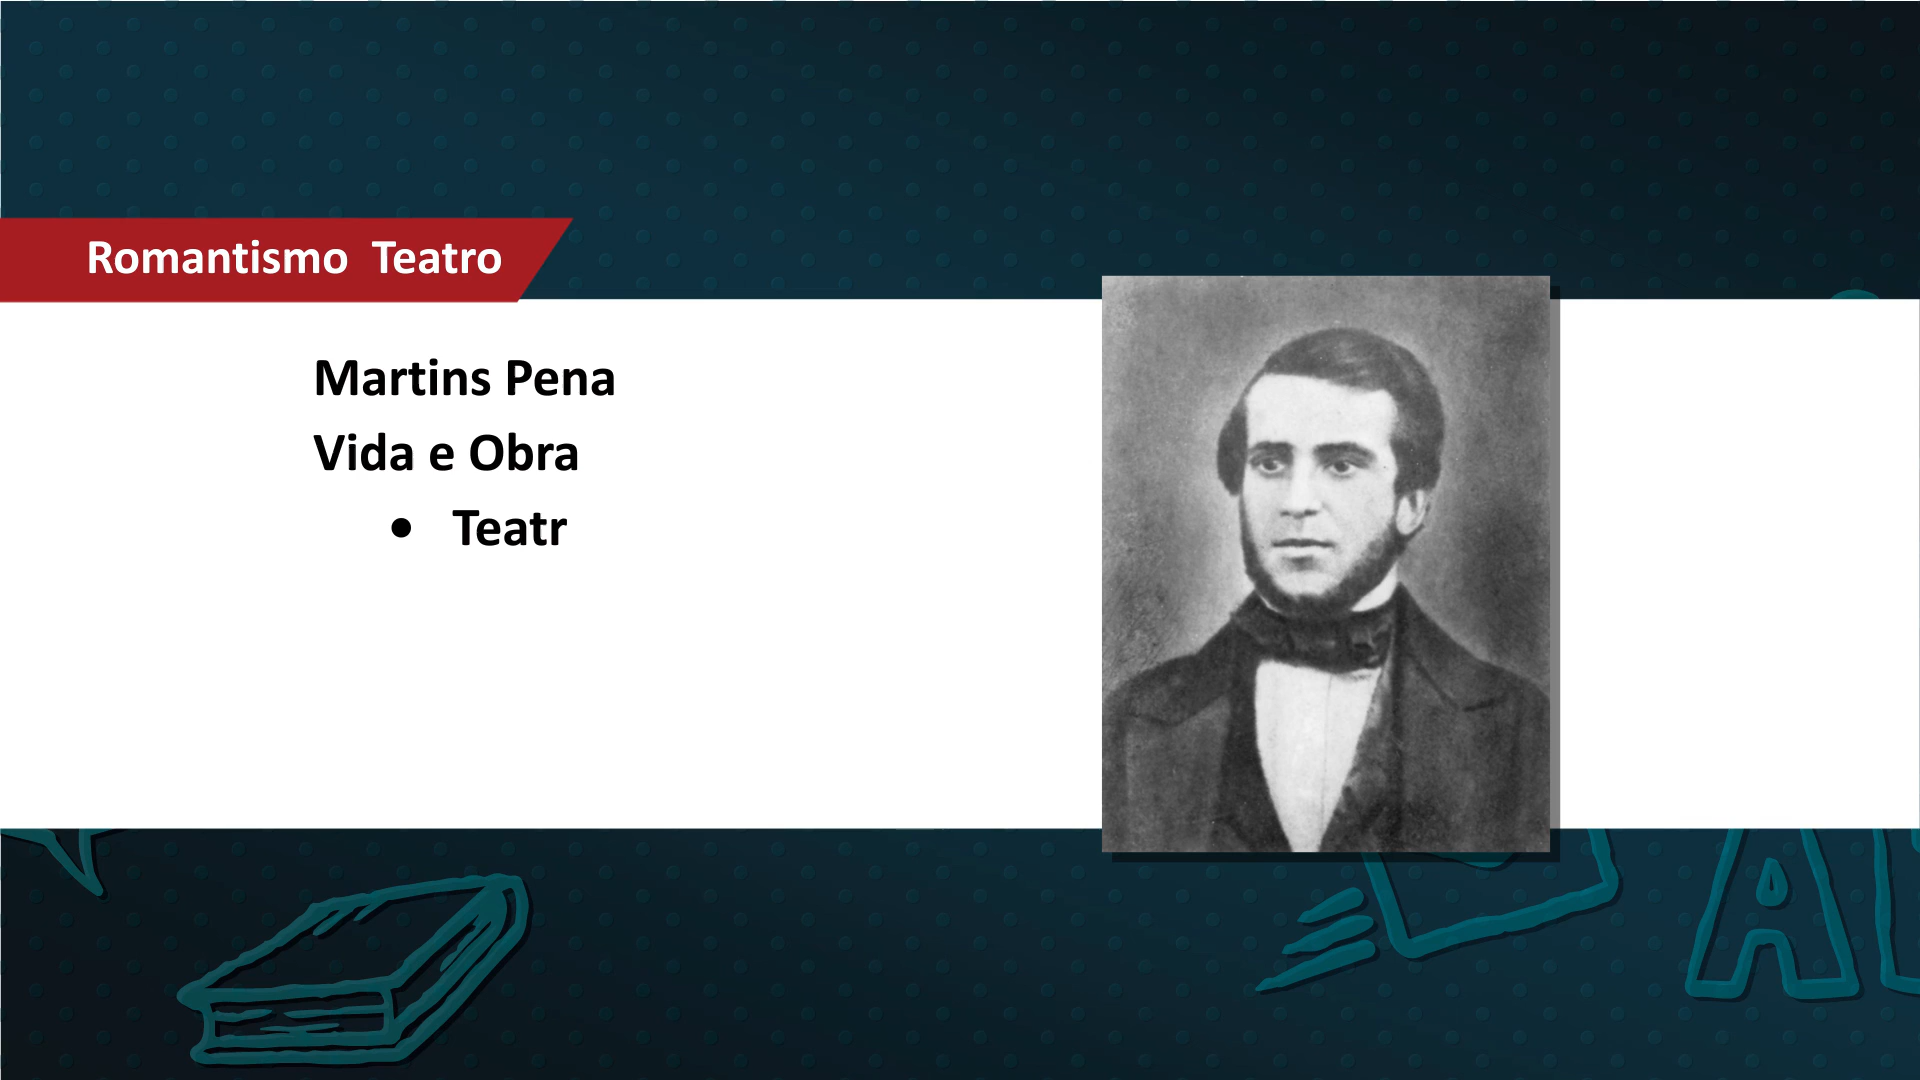 Romantismo Teatro
Martins Pena
Vida e Obra
• Teatr